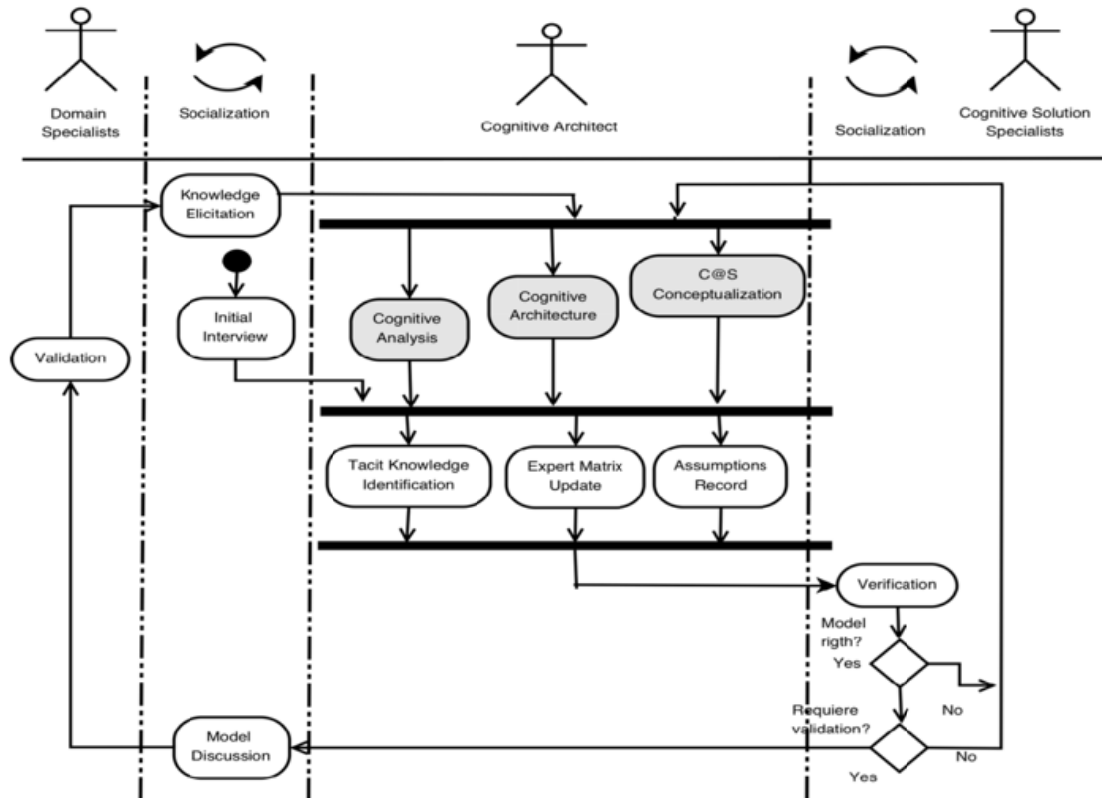 Domain
Specialists
Socialization
Cognitive Architect
Socialization
Cognitive Solution
Specialists
Knowledge
Elicitation
Initial
Interview
Validation
Cognitive
Analysis
Cognitive
Architecture
C@S
Conceptualization
Tacit Knowledge
Identification
Expert Matrix
Update
Assumptions
Record
Verification
Model
rigth?
Yes
No
Requiere
validation?
No
Yes
Model
Discussion